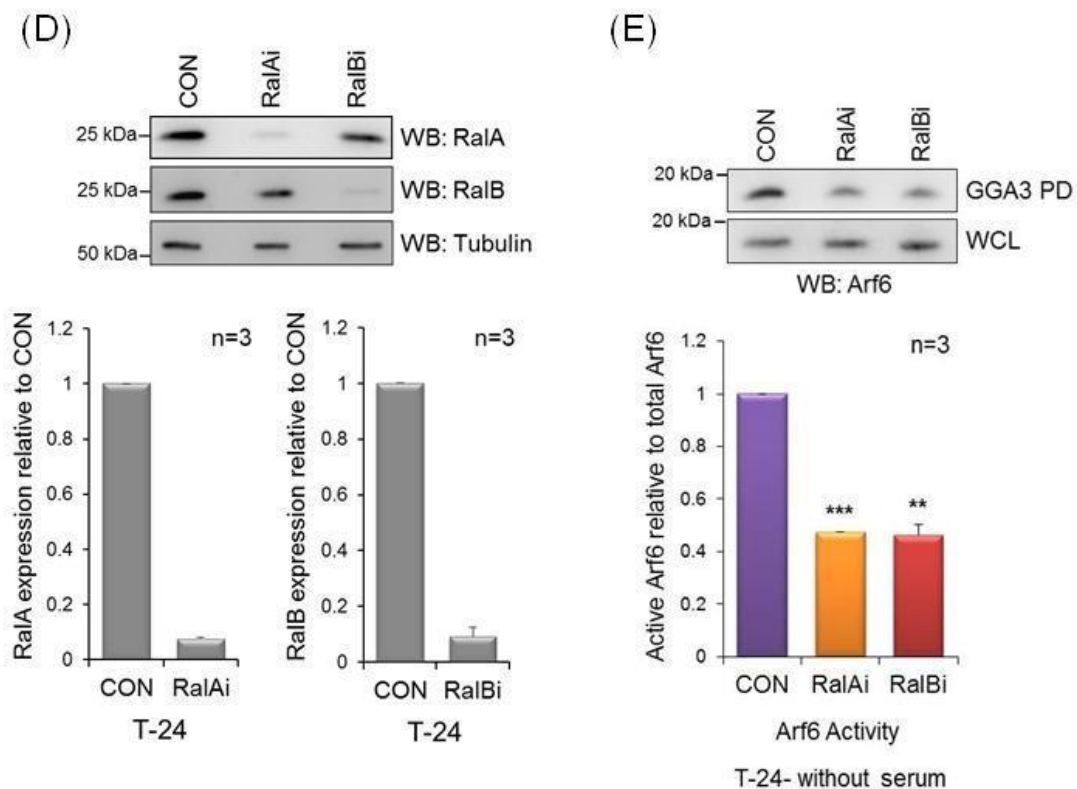 (D)
CON RalAi RalBi
25 kDa WB: RalA
25 kDa WB: RalB
50 kDa WB: Tubulin
RalA expression relative to CON
n=3
1.2
1
0.8
0.6
0.4
0.2
0
CON RalAi
T-24
RalB expression relative to CON
n=3
1.2
1
0.8
0.6
0.4
0.2
0
CON RalBi
T-24
(E)
CON RalAi RalBi
20 kDa GGA3 PD
20 kDa WCL
WB: Arf6
Active Arf6 relative to total Arf6
n=3
1.2
1
0.8
0.6
0.4
0.2
0
*** **
CON RalAi RalBi
Arf6 Activity
T-24- without serum